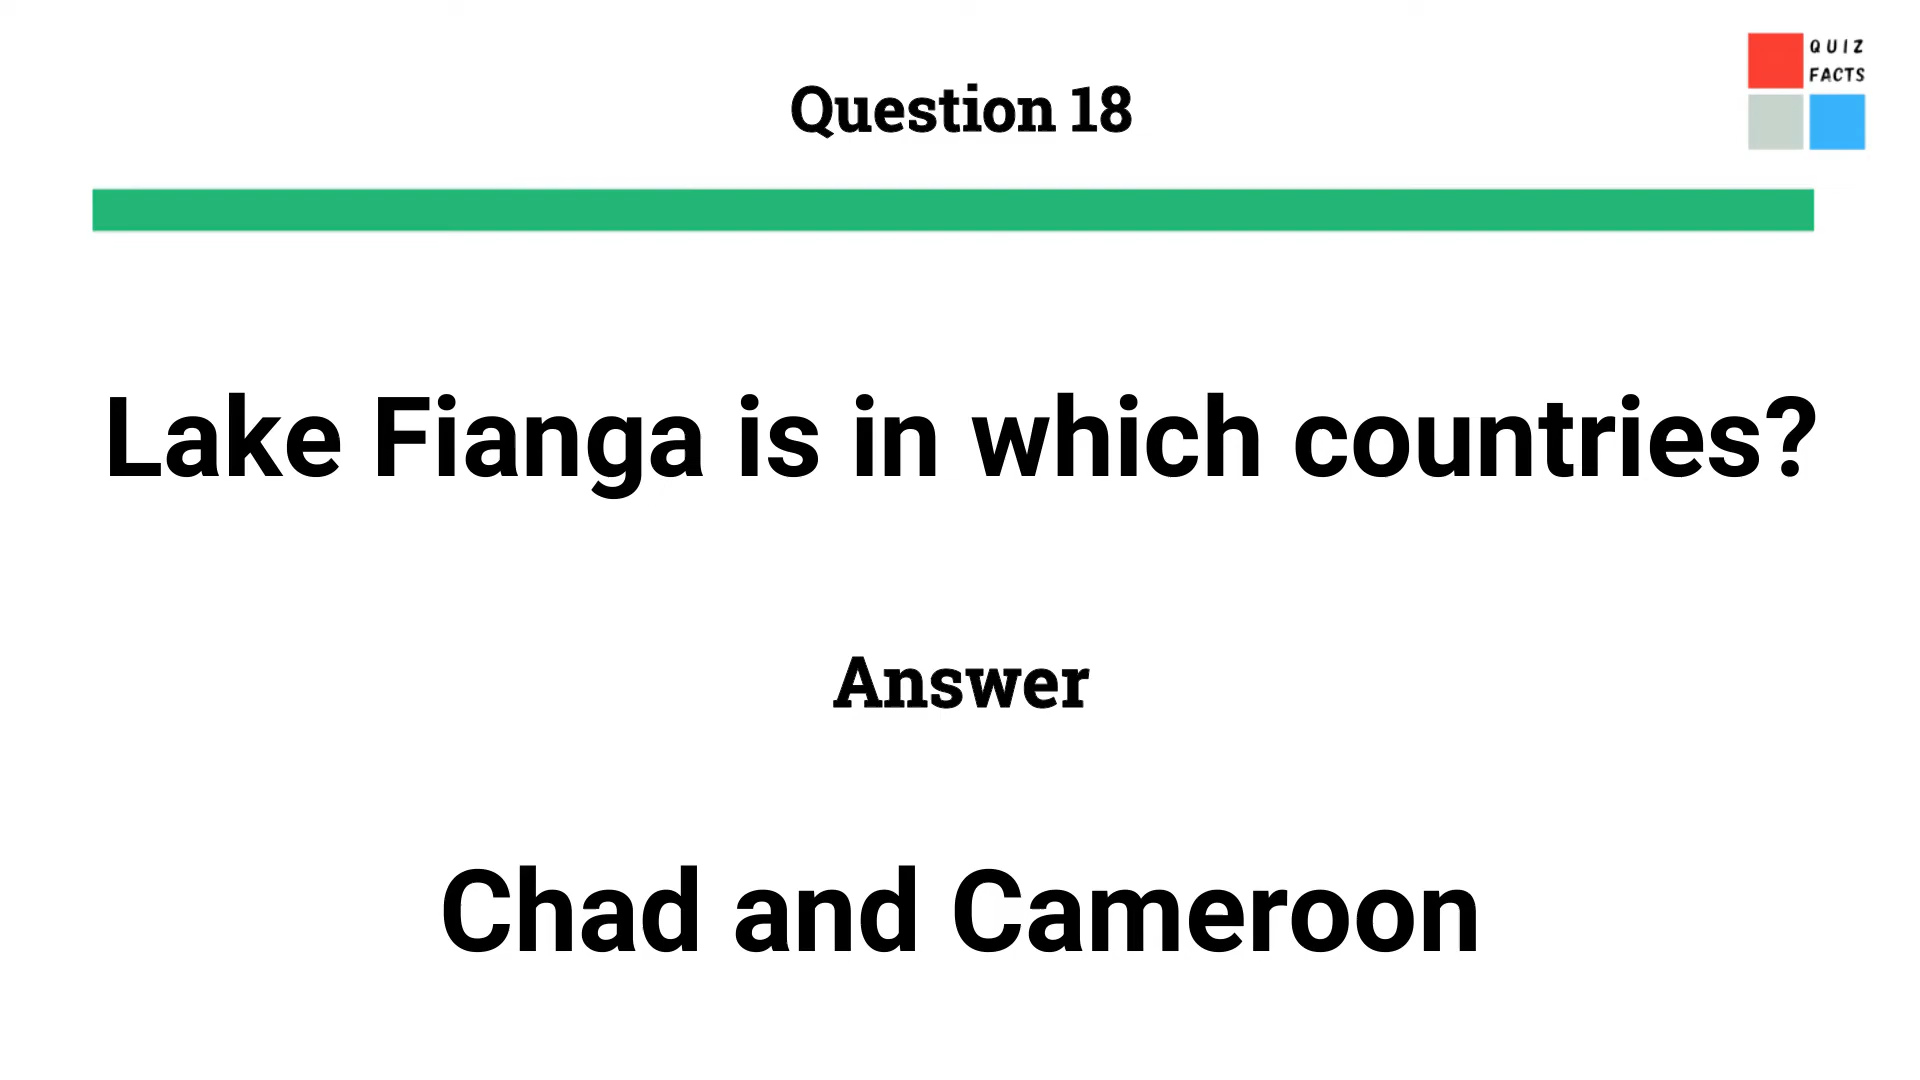 QUIZ
FACTS
Question 18
Lake Fianga is in which countries?
Answer
Chad and Cameroon